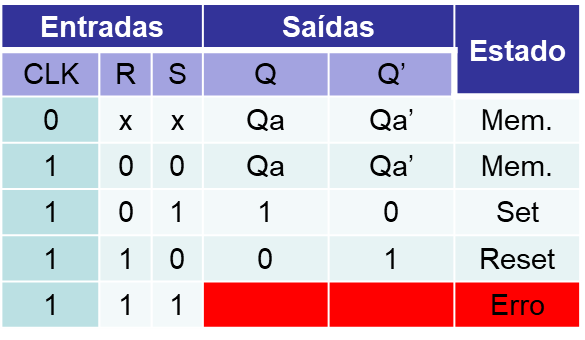 Entradas Saídas Estado
CLK R S Q Q’
0 x x Qa Qa’ Mem.
1 0 0 Qa Qa’ Mem.
1 0 1 1 0 Set
1 1 0 0 1 Reset
1 1 1 Erro